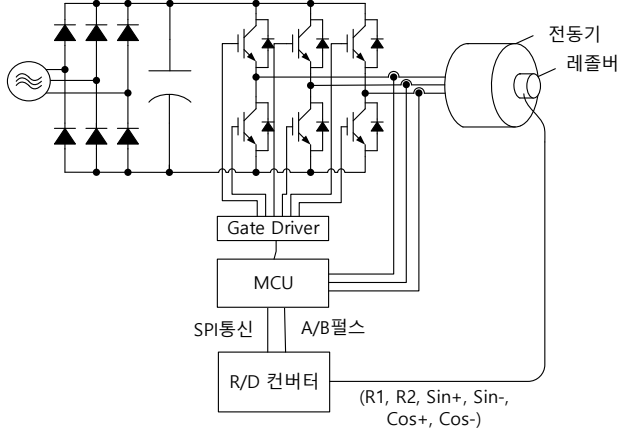 전동기
레졸버
Gate Driver
MCU
SPI통신
A/B펄스
R/D 컨버터
(R1, R2, Sin+, Sin-,
Cos+, Cos-)